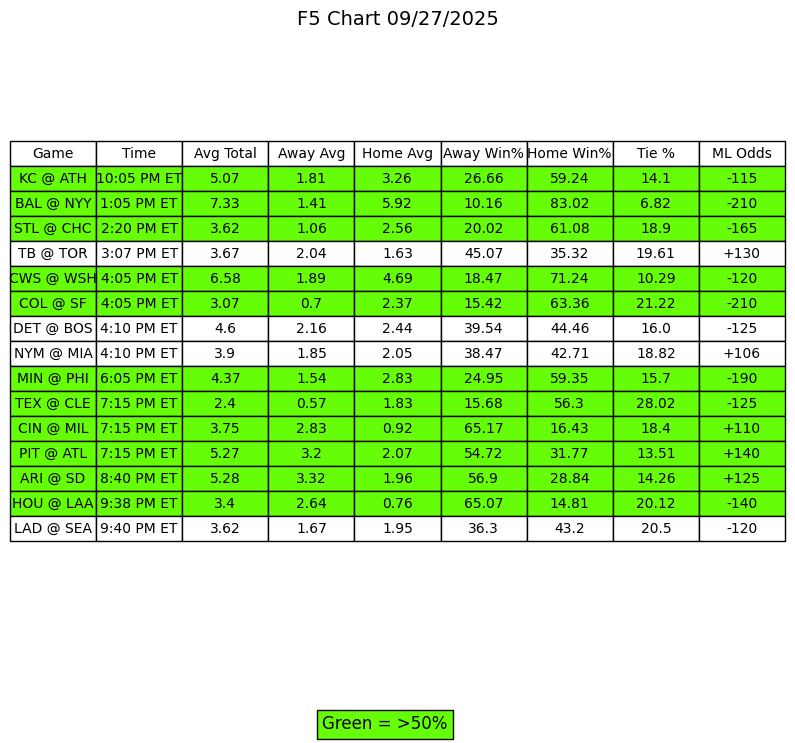 F5 Chart 09/27/2025
Game Time Avg Total Away Avg Home Avg Away Win% Home Win% Tie % ML Odds
KC @ ATH 10:05 PM ET 5.07 1.81 3.26 26.66 59.24 14.1 -115
BAL @ NYY 1:05 PM ET 7.33 1.41 5.92 10.16 83.02 6.82 -210
STL @ CHC 2:20 PM ET 3.62 1.06 2.56 20.02 61.08 18.9 -165
TB @ TOR 3:07 PM ET 3.67 2.04 1.63 45.07 35.32 19.61 +130
CWS @ WSH 4:05 PM ET 6.58 1.89 4.69 18.47 71.24 10.29 -120
COL @ SF 4:05 PM ET 3.07 0.7 2.37 15.42 63.36 21.22 -210
DET @ BOS 4:10 PM ET 4.6 2.16 2.44 39.54 44.46 16.0 -125
NYM @ MIA 4:10 PM ET 3.9 1.85 2.05 38.47 42.71 18.82 +106
MIN @ PHI 6:05 PM ET 4.37 1.54 2.83 24.95 59.35 15.7 -190
TEX @ CLE 7:15 PM ET 2.4 0.57 1.83 15.68 56.3 28.02 -125
CIN @ MIL 7:15 PM ET 3.75 2.83 0.92 65.17 16.43 18.4 +110
PIT @ ATL 7:15 PM ET 5.27 3.2 2.07 54.72 31.77 13.51 +140
ARI @ SD 8:40 PM ET 5.28 3.32 1.96 56.9 28.84 14.26 +125
HOU @ LAA 9:38 PM ET 3.4 2.64 0.76 65.07 14.81 20.12 -140
LAD @ SEA 9:40 PM ET 3.62 1.67 1.95 36.3 43.2 20.5 -120
Green = >50%